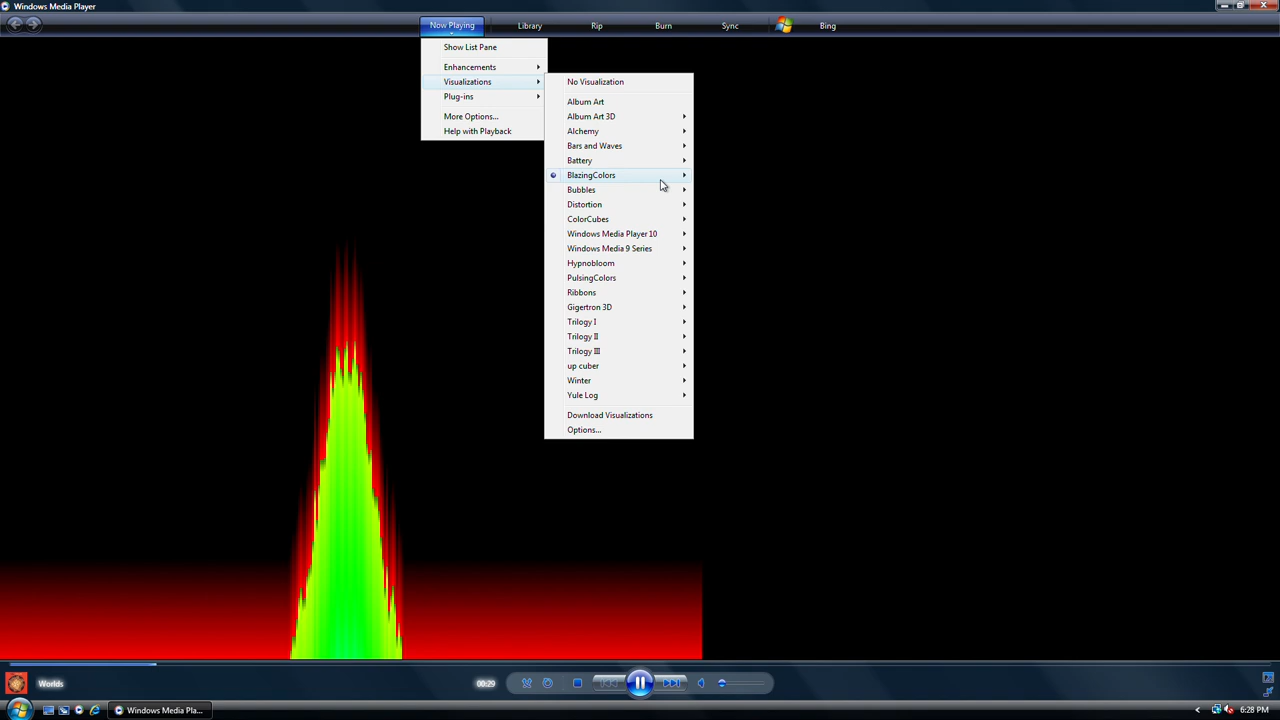 Windows Media Player
Now Playing
Library
Rip
Burn
Sync
Bing
Show List Pane
Enhancements
Visualizations
Plug-ins
More Options...
Help with Playback
No Visualization
Album Art
Album Art 3D
Alchemy
Bars and Waves
Battery
BlazingColors
Bubbles
Distortion
ColorCubes
Windows Media Player 10
Windows Media 9 Series
Hypnobloom
PulsingColors
Ribbons
Gigertron 3D
Trilogy I
Trilogy II
Trilogy III
up cuber
Winter
Yule Log
Download Visualizations
Options...
Worlds
00:29
Windows Media Pla...
6:28 PM